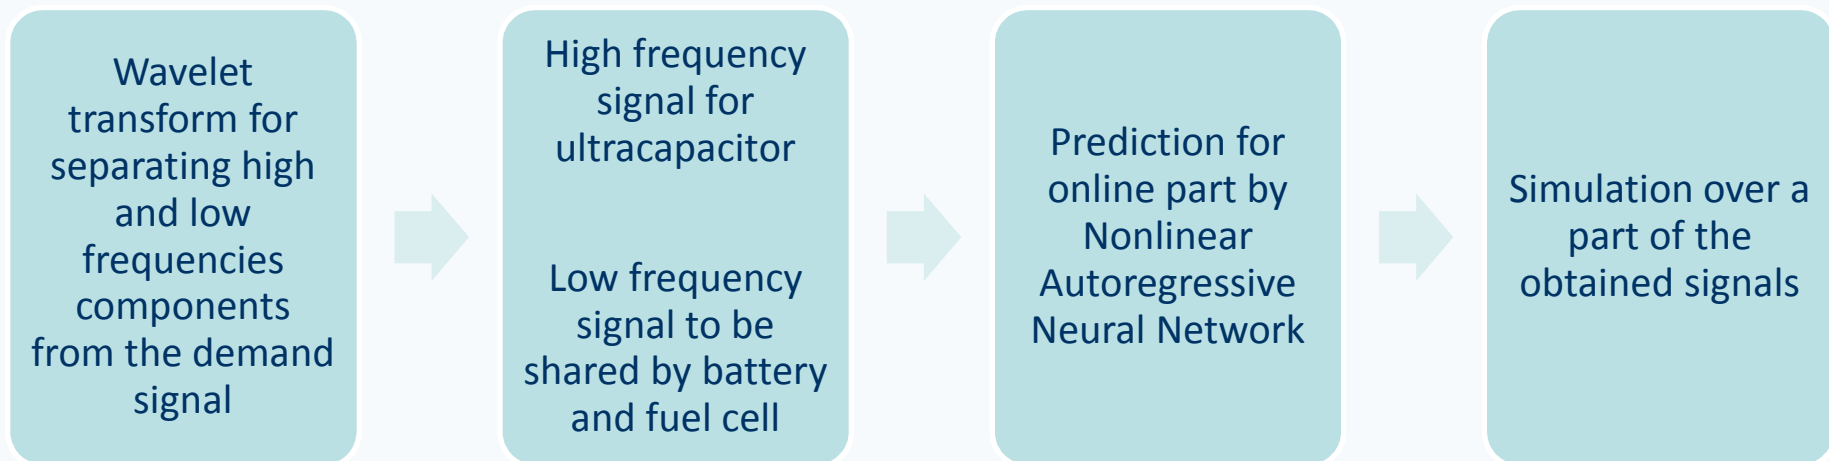 Wavelet
transform for
separating high
and low
frequencies
components
from the demand
signal
High frequency
signal for
ultracapacitor
Low frequency
signal to be
shared by battery
and fuel cell
Prediction for
online part by
Nonlinear
Autoregressive
Neural Network
Simulation over a
part of the
obtained signals